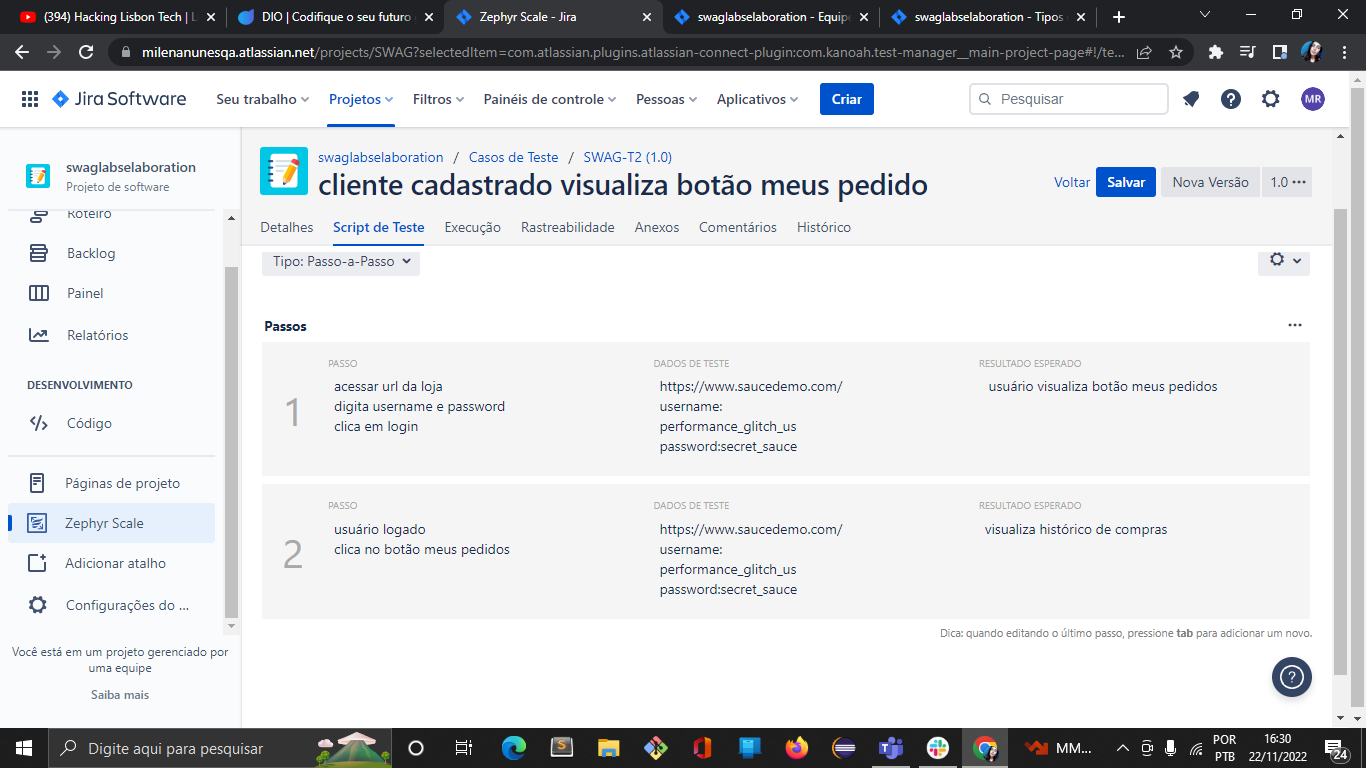 (394) Hacking Lisbon Tech | L
DIO | Codifique o seu futuro g
Zephyr Scale - Jira
swaglabselaboration - Equipe
swaglabselaboration - Tipos d
milenanunesqa.atlassian.net/projects/SWAG?selectedItem=com.atlassian.plugins.atlassian-connect-plugin:com.kanoah.test-manager__main-project-page#!/te...
Jira Software
Seu trabalho
Projetos
Filtros
Painéis de controle
Pessoas
Aplicativos
Criar
Pesquisar
MR
swaglabselaboration
Projeto de software
Roteiro
Backlog
Painel
Relatórios
DESENVOLVIMENTO
Código
Páginas de projeto
Zephyr Scale
Adicionar atalho
Configurações do ...
Você está em um projeto gerenciado por
uma equipe
Saiba mais
swaglabselaboration / Casos de Teste / SWAG-T2 (1.0)
cliente cadastrado visualiza botão meus pedido
Voltar
Salvar
Nova Versão
1.0
Detalhes
Script de Teste
Execução
Rastreabilidade
Anexos
Comentários
Histórico
Tipo: Passo-a-Passo
Passos
1
PASSO
acessar url da loja
digita username e password
clica em login
DADOS DE TESTE
https://www.saucedemo.com/
username:
performance_glitch_us
password:secret_sauce
RESULTADO ESPERADO
usuário visualiza botão meus pedidos
2
PASSO
usuário logado
clica no botão meus pedidos
DADOS DE TESTE
https://www.saucedemo.com/
username:
performance_glitch_us
password:secret_sauce
RESULTADO ESPERADO
visualiza histórico de compras
Dica: quando editando o último passo, pressione tab para adicionar um novo.
Digite aqui para pesquisar
MM...
POR
PTB
16:30
22/11/2022
24